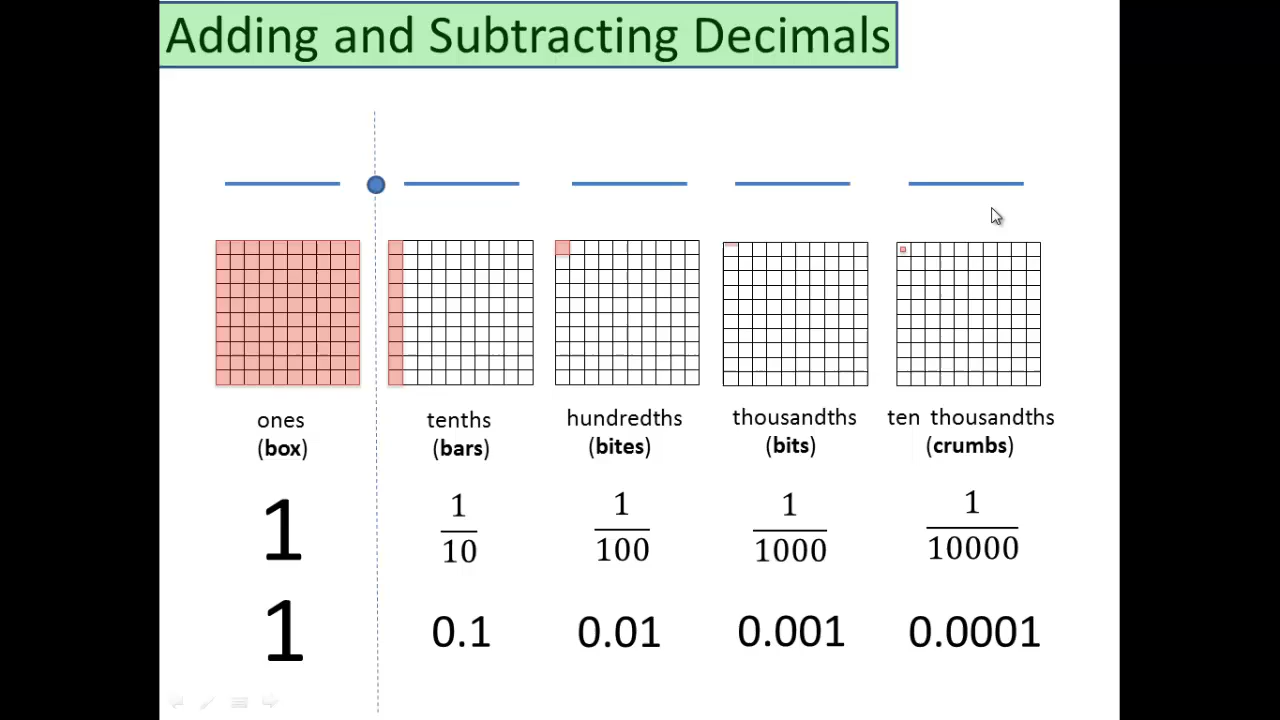 Adding and Subtracting Decimals
ones tenths hundredths thousandths ten thousandths
(box) (bars) (bites) (bits) (crumbs)
1 1/10 1/100 1/1000 1/10000
1 0.1 0.01 0.001 0.0001